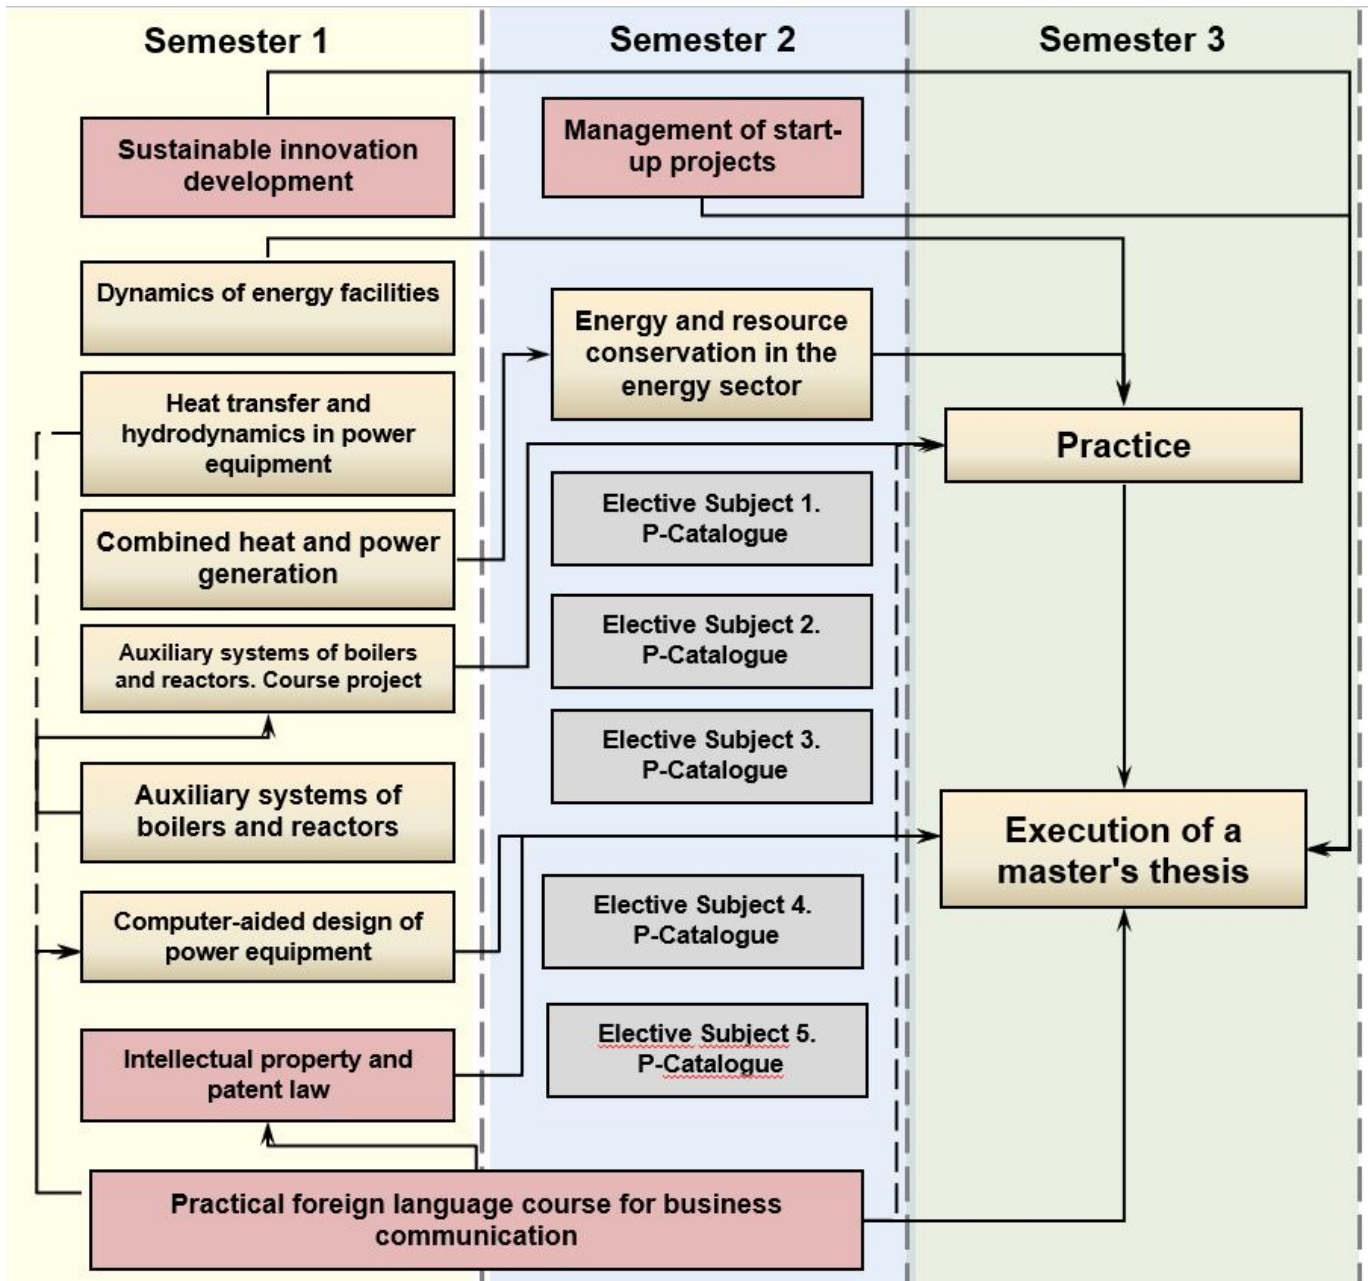 Semester 1
Semester 2
Semester 3
Sustainable innovation
development
Management of start-
up projects
Dynamics of energy facilities
Energy and resource
conservation in the
energy sector
Heat transfer and
hydrodynamics in power
equipment
Practice
Combined heat and power
generation
Elective Subject 1.
P-Catalogue
Auxiliary systems of boilers
and reactors. Course project
Elective Subject 2.
P-Catalogue
Elective Subject 3.
P-Catalogue
Auxiliary systems of
boilers and reactors
Execution of a
master's thesis
Computer-aided design of
power equipment
Elective Subject 4.
P-Catalogue
Intellectual property and
patent law
Elective Subject 5.
P-Catalogue
Practical foreign language course for business
communication